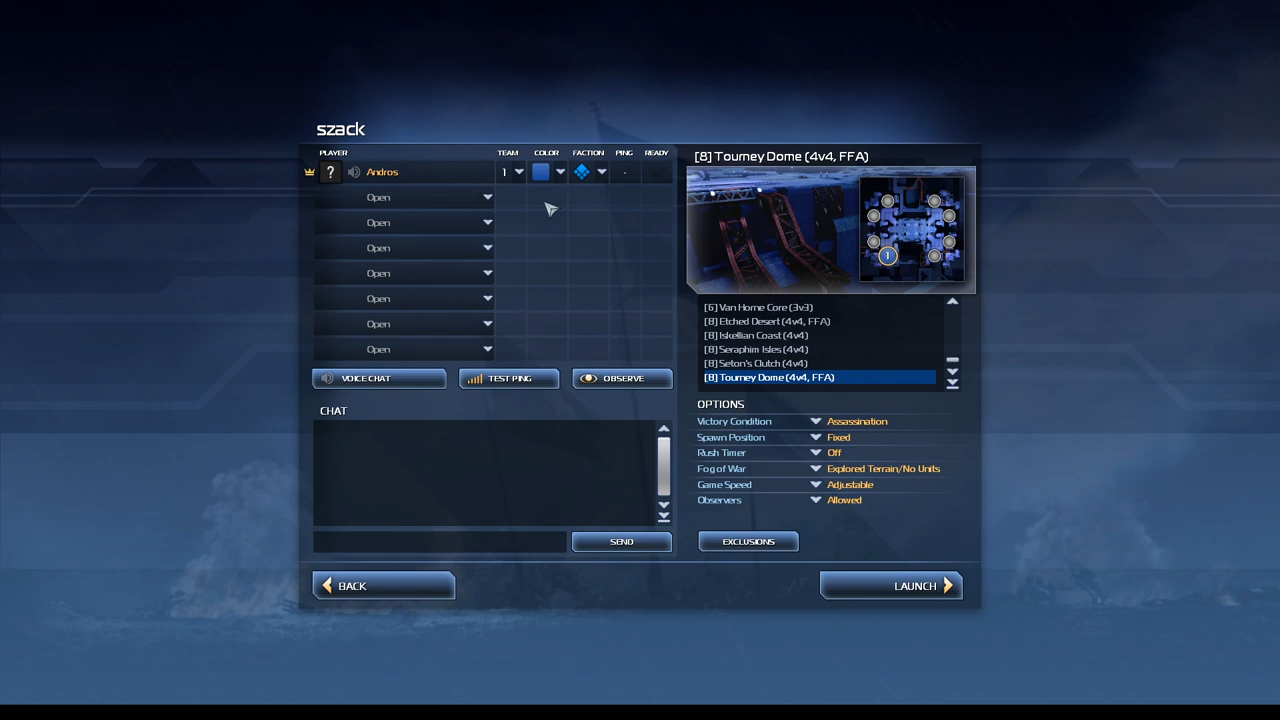 szack
PLAYER TEAM COLOR FACTION PING READY
? Andros 1 -
Open
Open
Open
Open
Open
Open
Open
VOICE CHAT TEST PING OBSERVE
CHAT
SEND
[8] Tourney Dome (4v4, FFA)
1
[6] Van Horne Core (3v3)
[8] Etched Desert (4v4, FFA)
[8] Iskellian Coast (4v4)
[8] Seraphim Isles (4v4)
[8] Seton's Clutch (4v4)
[8] Tourney Dome (4v4, FFA)
OPTIONS
Victory Condition Assassination
Spawn Position Fixed
Rush Timer Off
Fog of War Explored Terrain/No Units
Game Speed Adjustable
Observers Allowed
EXCLUSIONS
BACK
LAUNCH